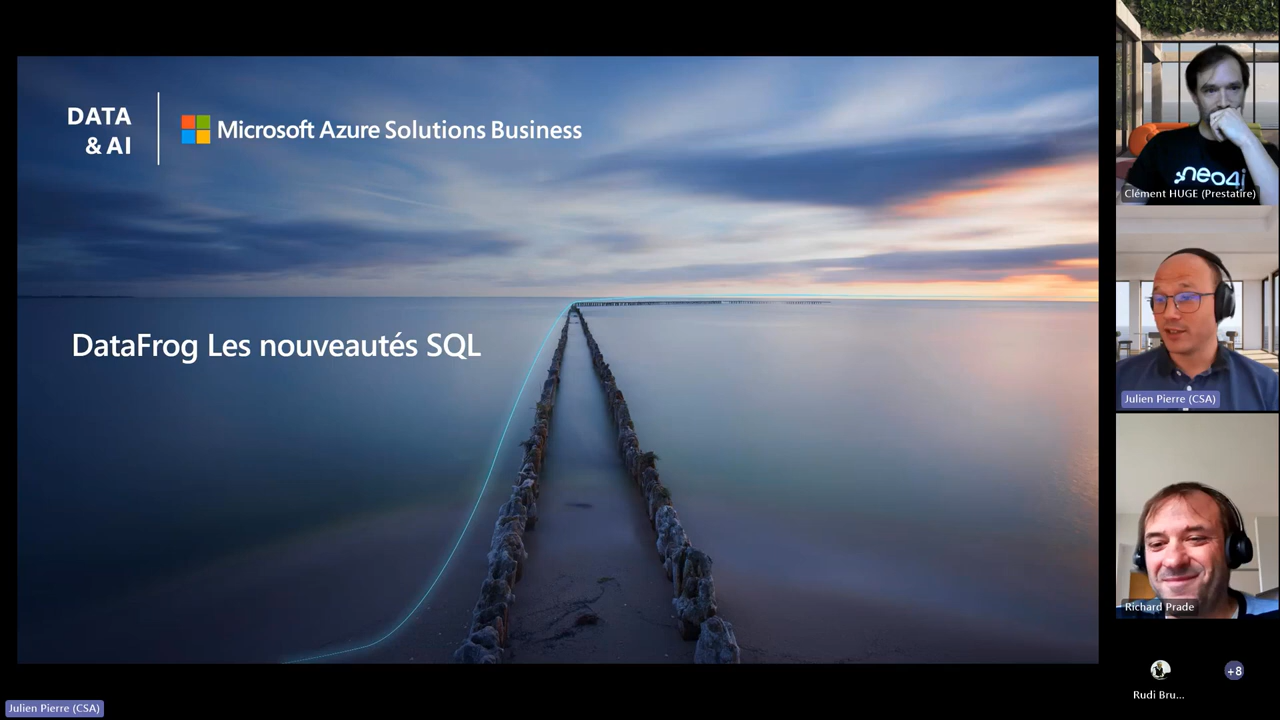 DATA
& AI
Microsoft Azure Solutions Business
DataFrog Les nouveautés SQL
neo4j
Clément HUGE (Prestatire)
Julien Pierre (CSA)
Richard Prade
+8
Rudi Bru...
Julien Pierre (CSA)